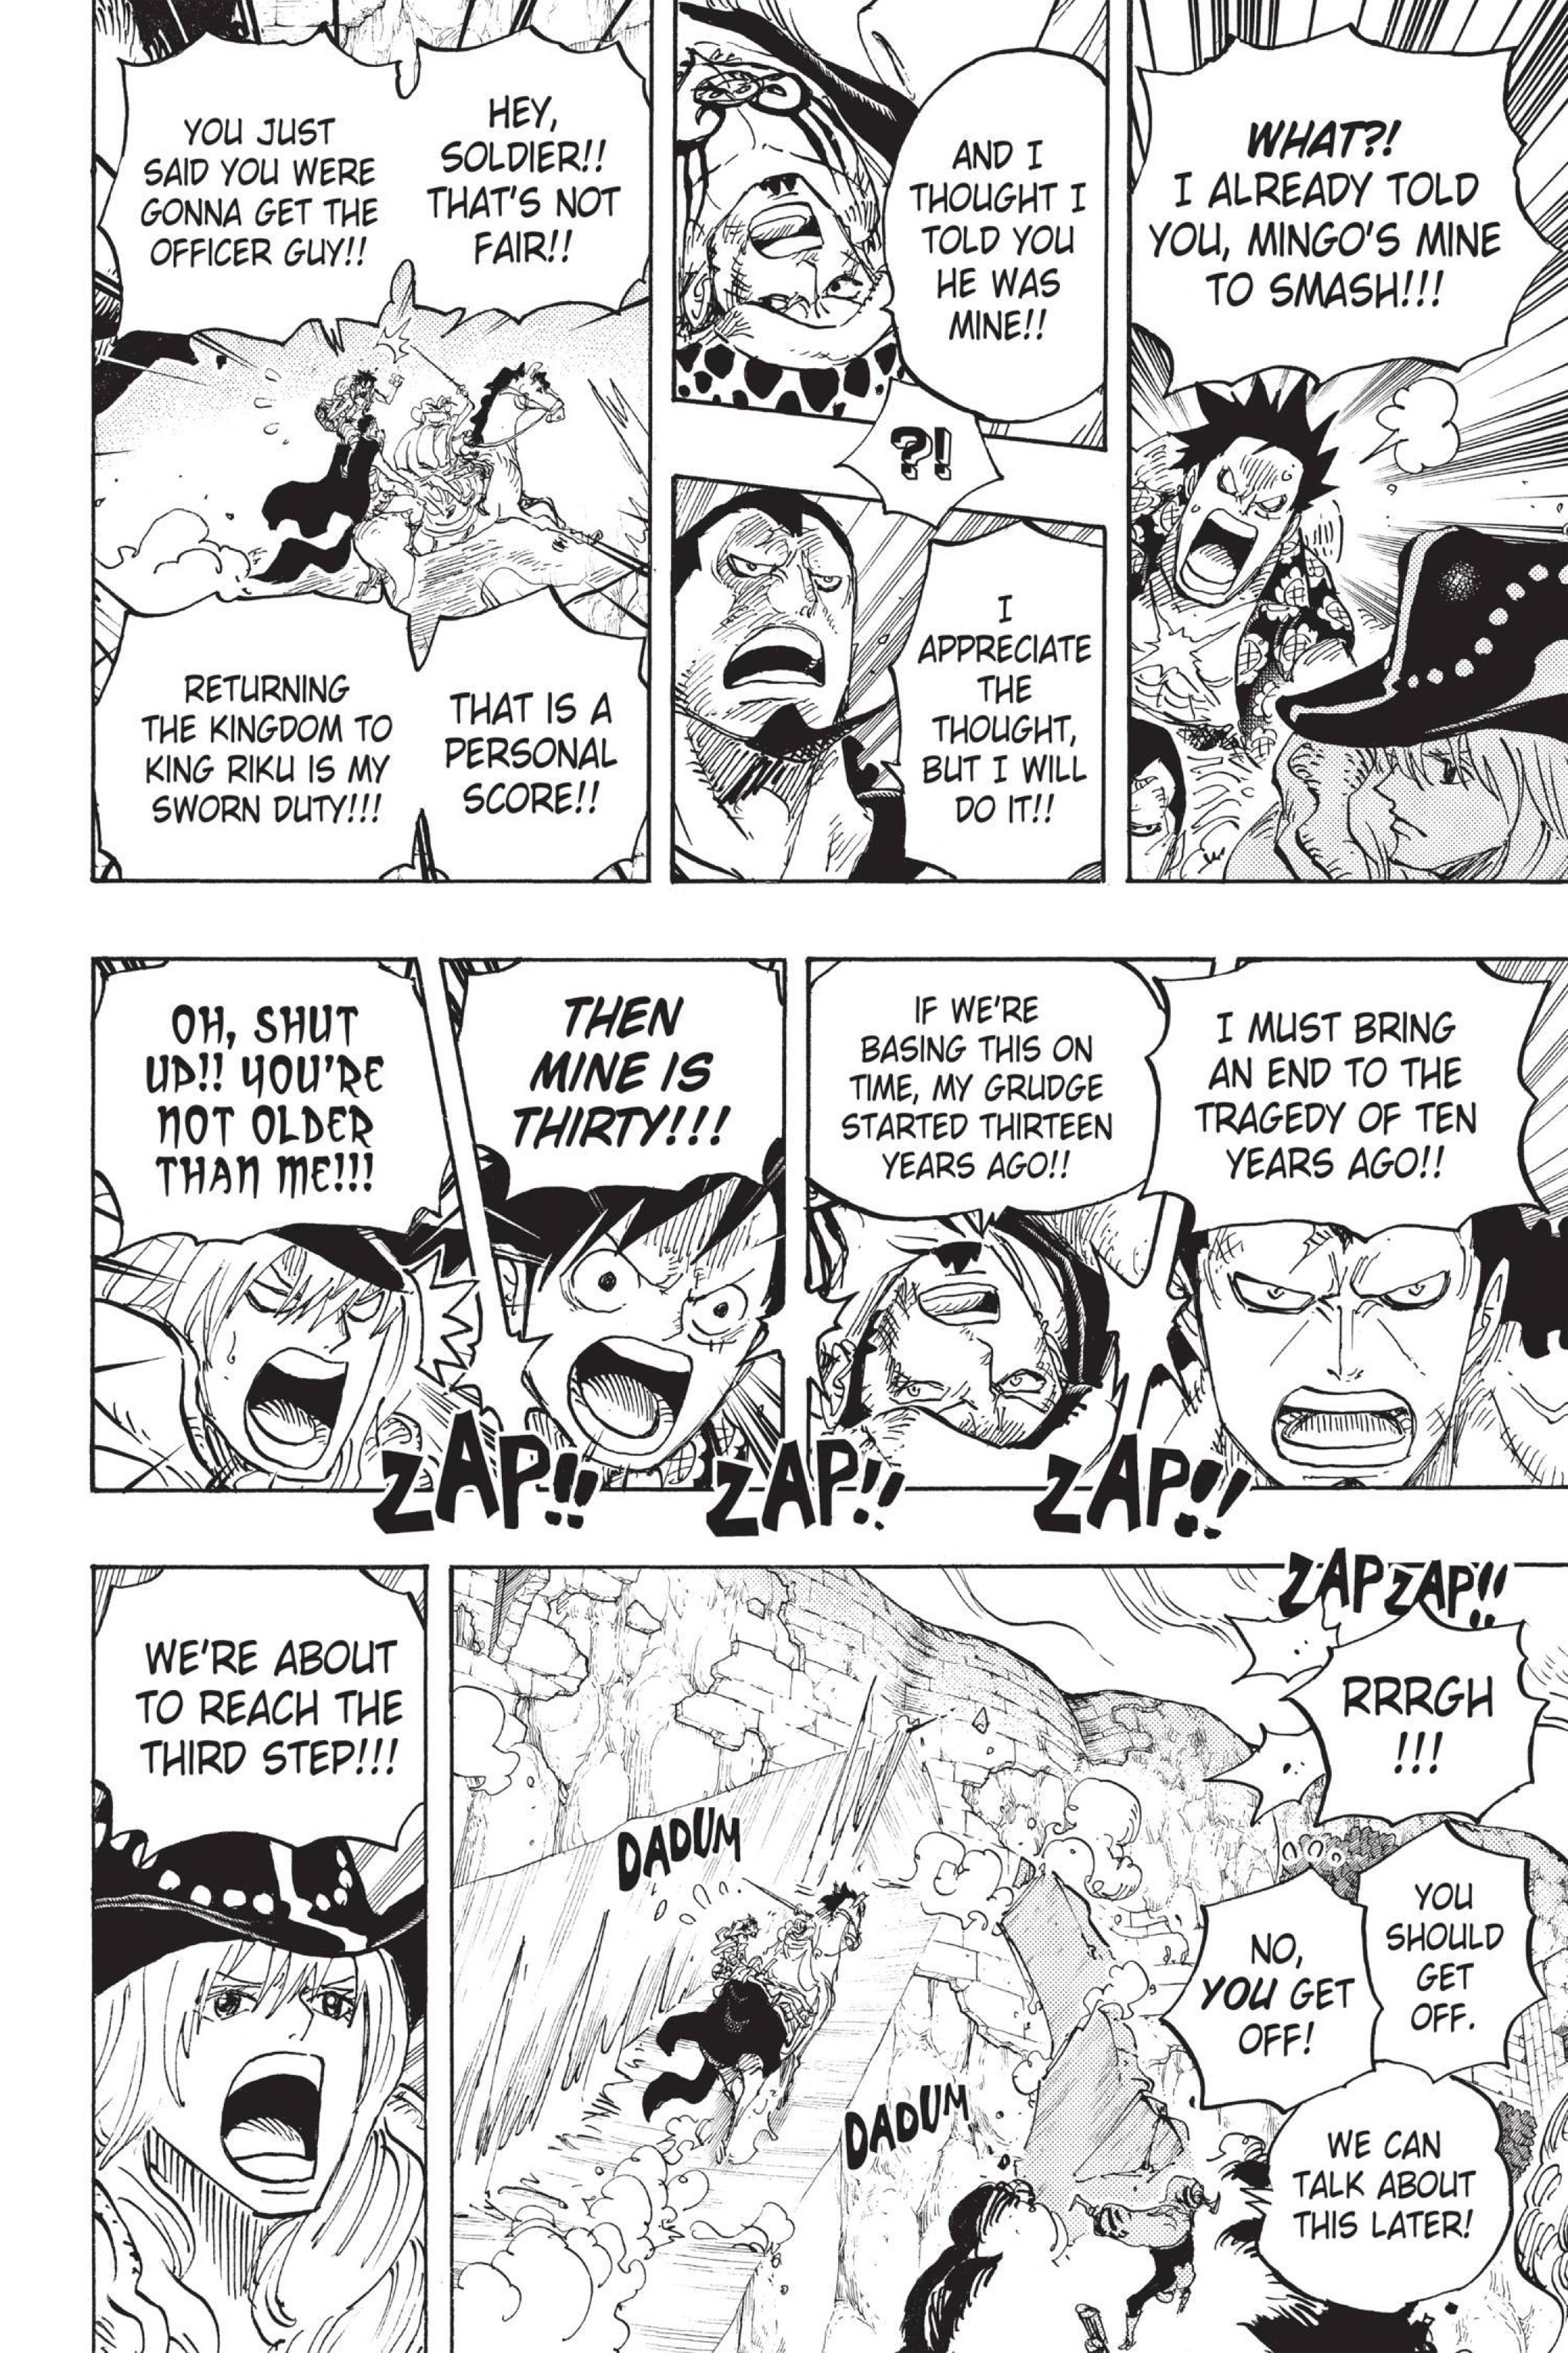 WHAT?!
I ALREADY TOLD
YOU, MINGO'S MINE
TO SMASH!!!
AND I
THOUGHT I
TOLD YOU
HE WAS
MINE!!
?!
I
APPRECIATE
THE
THOUGHT,
BUT I WILL
DO IT!!
HEY,
SOLDIER!!
THAT'S NOT
FAIR!!
YOU JUST
SAID YOU WERE
GONNA GET THE
OFFICER GUY!!
THAT IS A
PERSONAL
SCORE!!
RETURNING
THE KINGDOM TO
KING RIKU IS MY
SWORN DUTY!!!
I MUST BRING
AN END TO THE
TRAGEDY OF TEN
YEARS AGO!!
ZAP!!
IF WE'RE
BASING THIS ON
TIME, MY GRUDGE
STARTED THIRTEEN
YEARS AGO!!
ZAP!!
THEN
MINE IS
THIRTY!!!
ZAP!!
OH, SHUT
UP!! YOU'RE
NOT OLDER
THAN ME!!!
ZAP ZAP!!
RRRGH
!!!
YOU
SHOULD
GET
OFF.
NO,
YOU GET
OFF!
WE CAN
TALK ABOUT
THIS LATER!
DADUM
DADUM
WE'RE ABOUT
TO REACH THE
THIRD STEP!!!